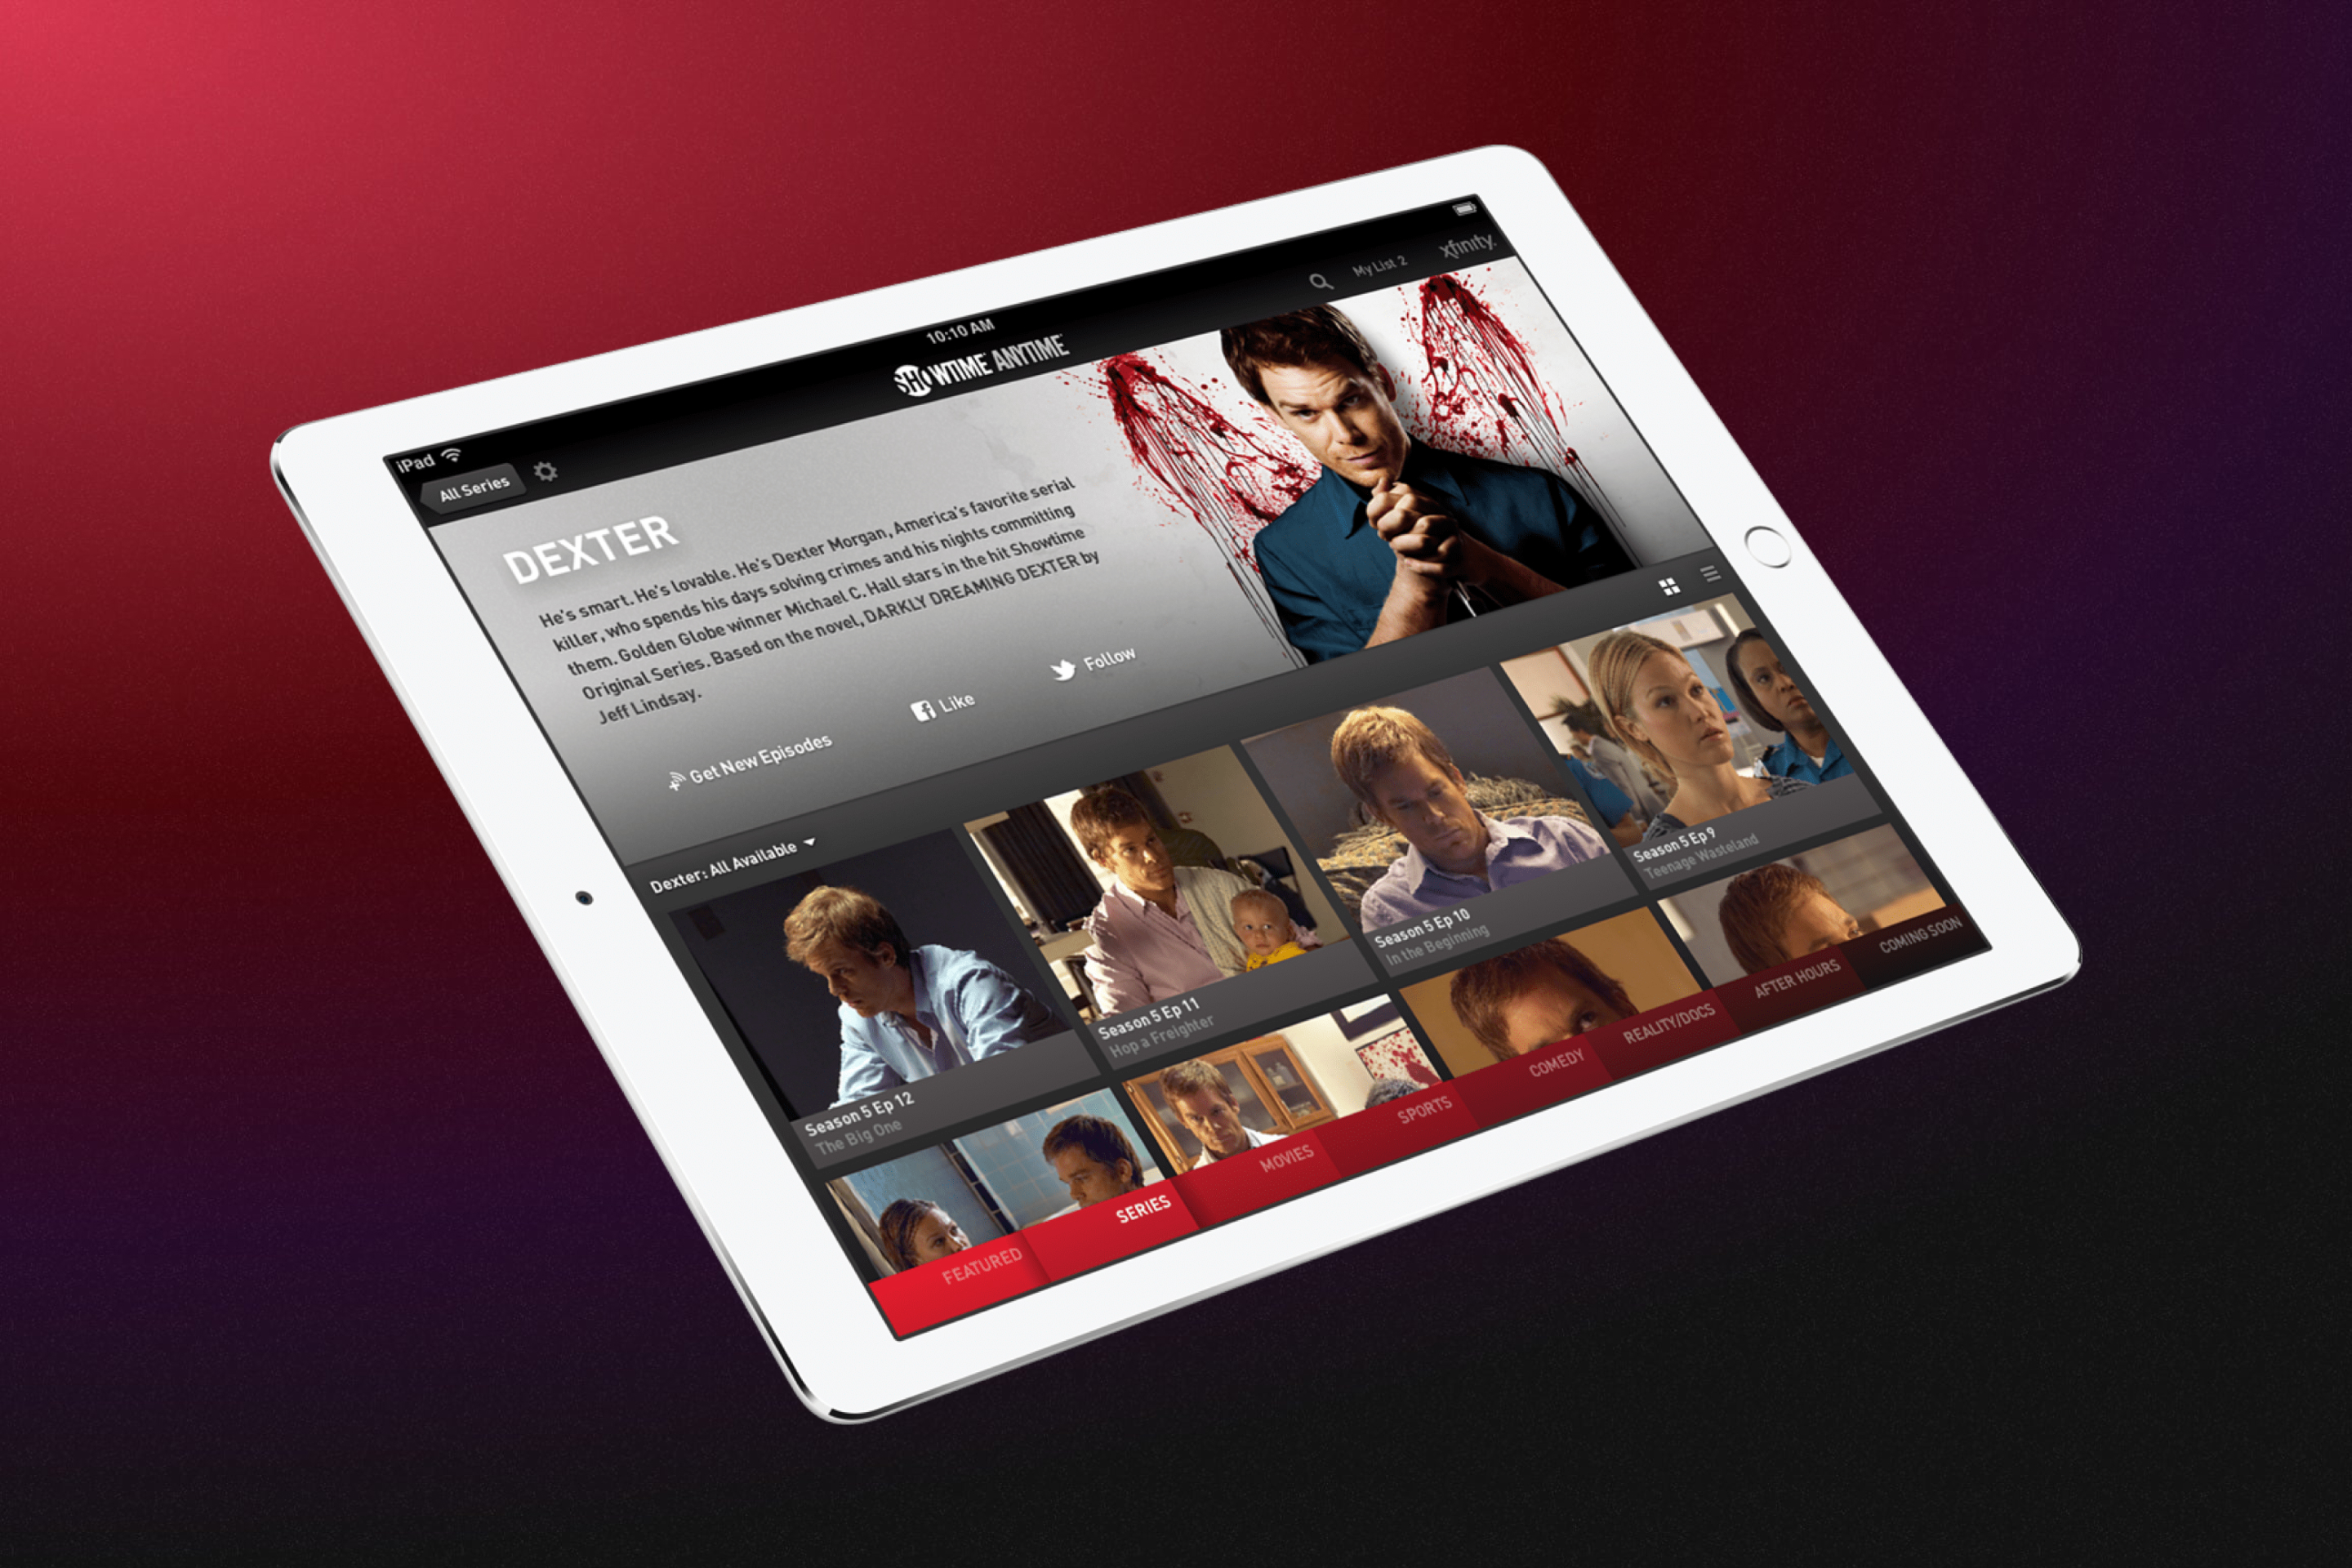 iPad
10:10 AM
All Series
SHOWTIME ANYTIME
My List 2
xfinity
DEXTER
He's smart. He's lovable. He's Dexter Morgan, America's favorite serial
killer, who spends his days solving crimes and his nights committing
them. Golden Globe winner Michael C. Hall stars in the hit Showtime
Original Series. Based on the novel, DARKLY DREAMING DEXTER by
Jeff Lindsay.
Get New Episodes
Like
Follow
Dexter: All Available
Season 5 Ep 12
The Big One
Season 5 Ep 11
Hop a Freighter
Season 5 Ep 10
In the Beginning
Season 5 Ep 9
Teenage Wasteland
FEATURED
SERIES
MOVIES
SPORTS
COMEDY
REALITY/DOCS
AFTER HOURS
COMING SOON